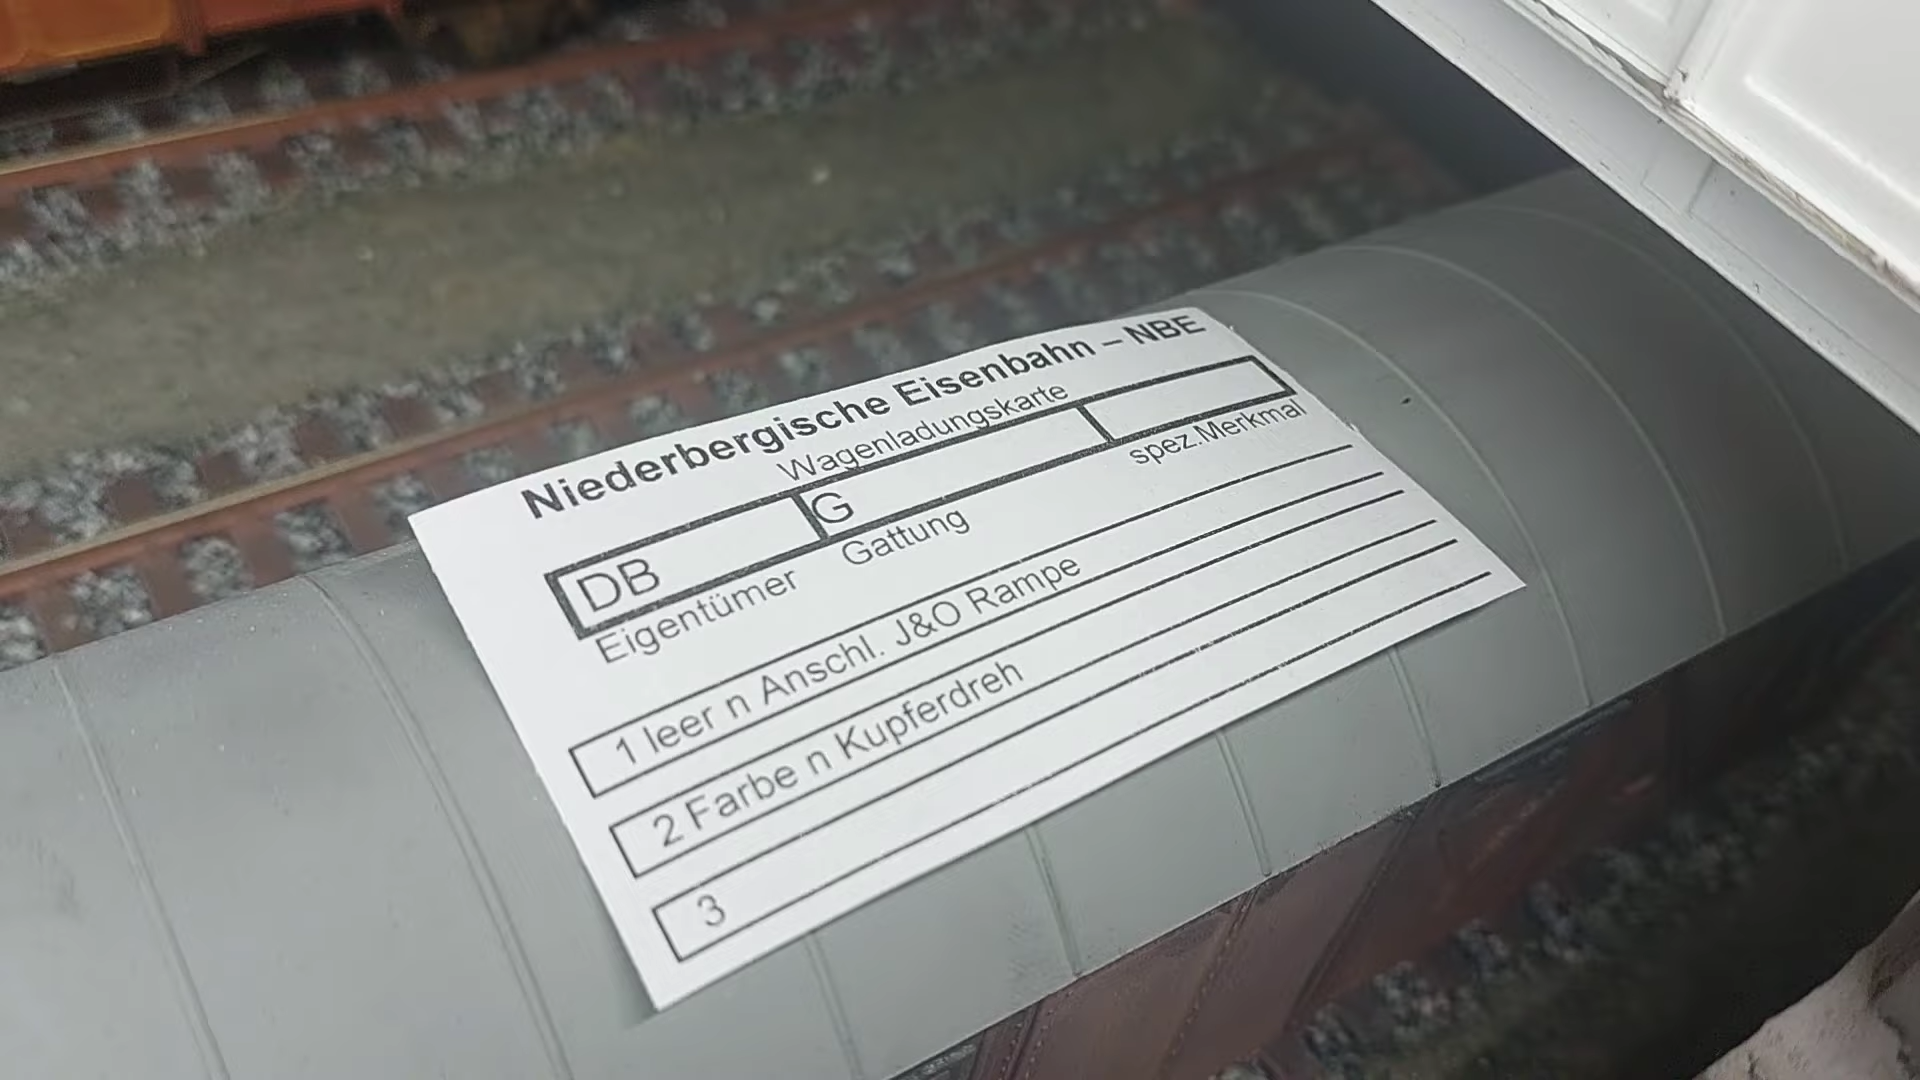 Niederbergische Eisenbahn – NBE
Wagenladungskarte
DB G
Eigentümer Gattung spez.Merkmal
1 leer n Anschl. J&O Rampe
2 Farbe n Kupferdreh
3